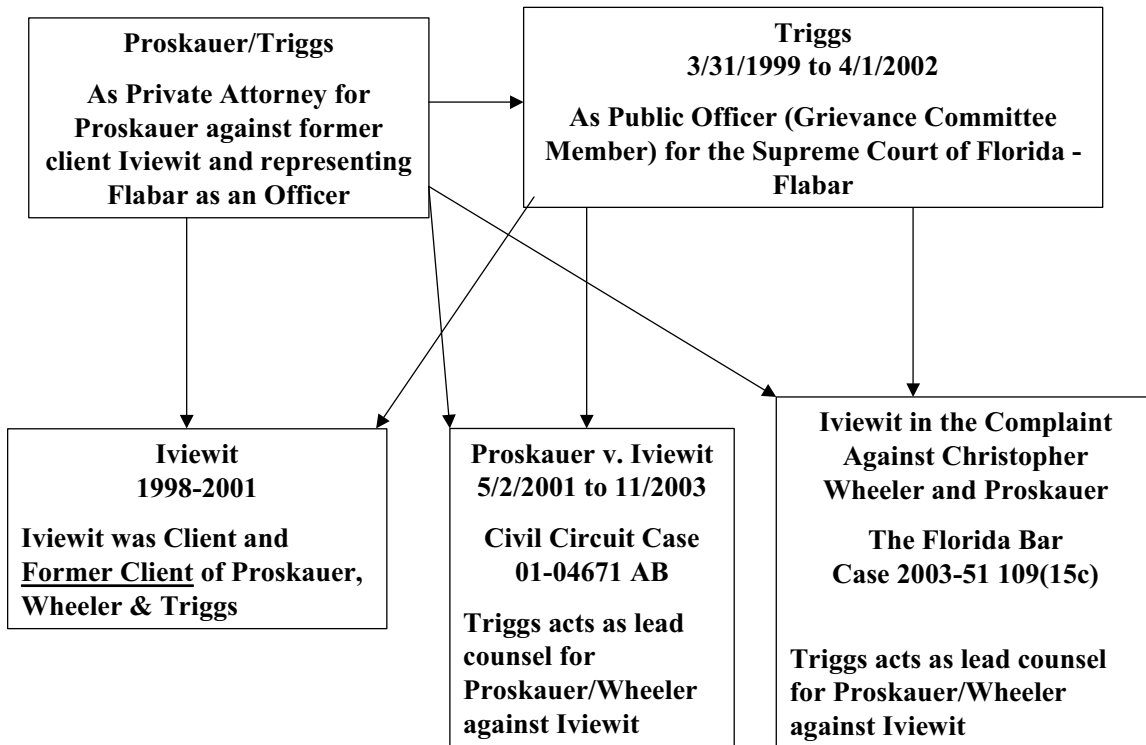 Proskauer/Triggs
As Private Attorney for
Proskauer against former
client Iviewit and representing
Flabar as an Officer
Triggs
3/31/1999 to 4/1/2002
As Public Officer (Grievance Committee
Member) for the Supreme Court of Florida -
Flabar
Iviewit
1998-2001
Iviewit was Client and
Former Client of Proskauer,
Wheeler & Triggs
Proskauer v. Iviewit
5/2/2001 to 11/2003
Civil Circuit Case
01-04671 AB
Triggs acts as lead
counsel for
Proskauer/Wheeler
against Iviewit
Iviewit in the Complaint
Against Christopher
Wheeler and Proskauer
The Florida Bar
Case 2003-51 109(15c)
Triggs acts as lead counsel
for Proskauer/Wheeler
against Iviewit